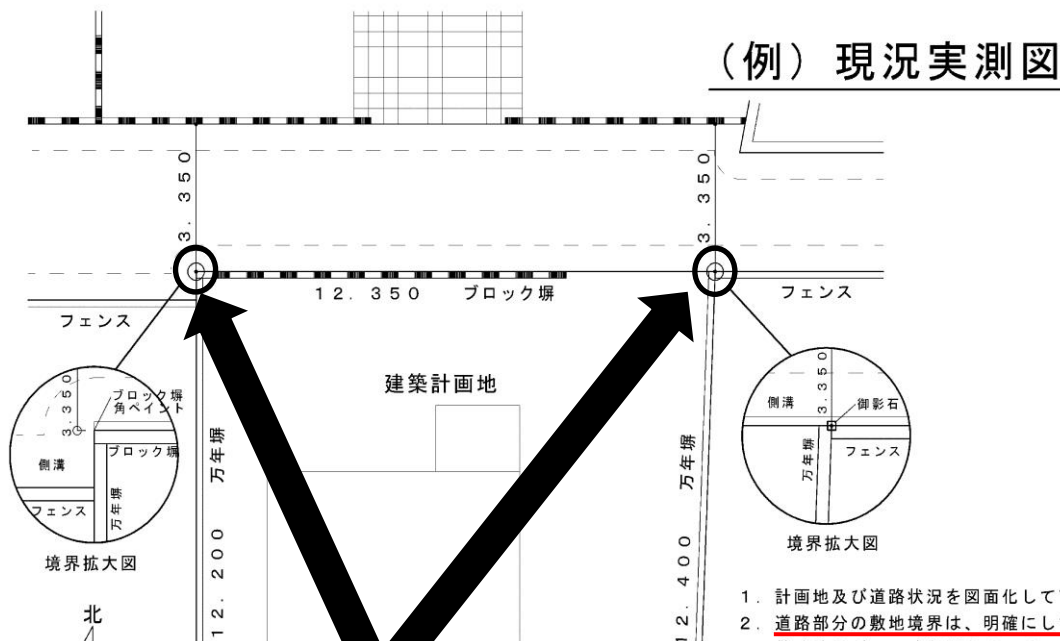 （例）現況実測図
3.350
3.350
12.350 ブロック塀
フェンス
フェンス
建築計画地
3.350
ブロック塀
角ペイント
ブロック塀
側溝
フェンス
万年塀
境界拡大図
万年塀
12.200
万年塀
12.400
3.350
側溝
御影石
万年塀
フェンス
境界拡大図
北
1. 計画地及び道路状況を図面化して
2. 道路部分の敷地境界は、明確にし